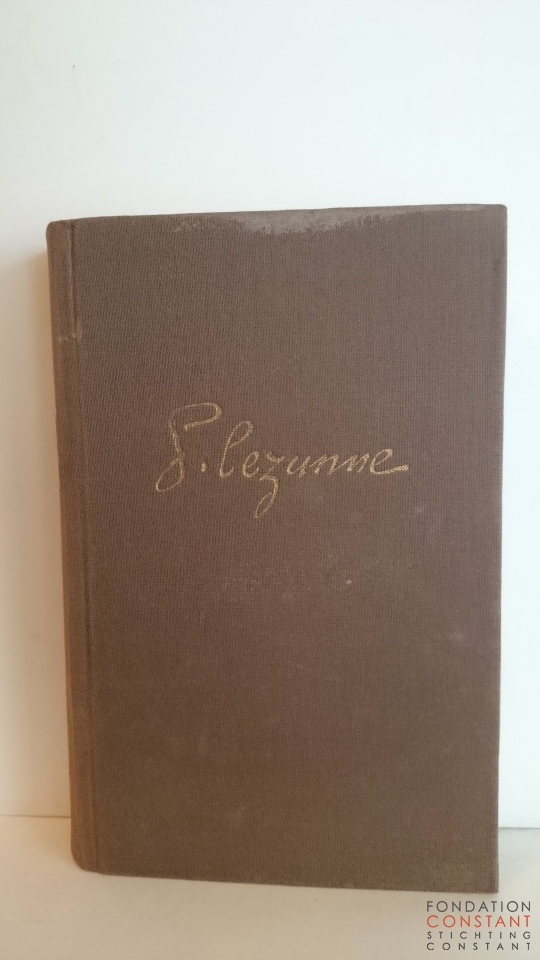 P. Cezanne
FONDATION
CONSTANT
STICHTING
CONSTANT